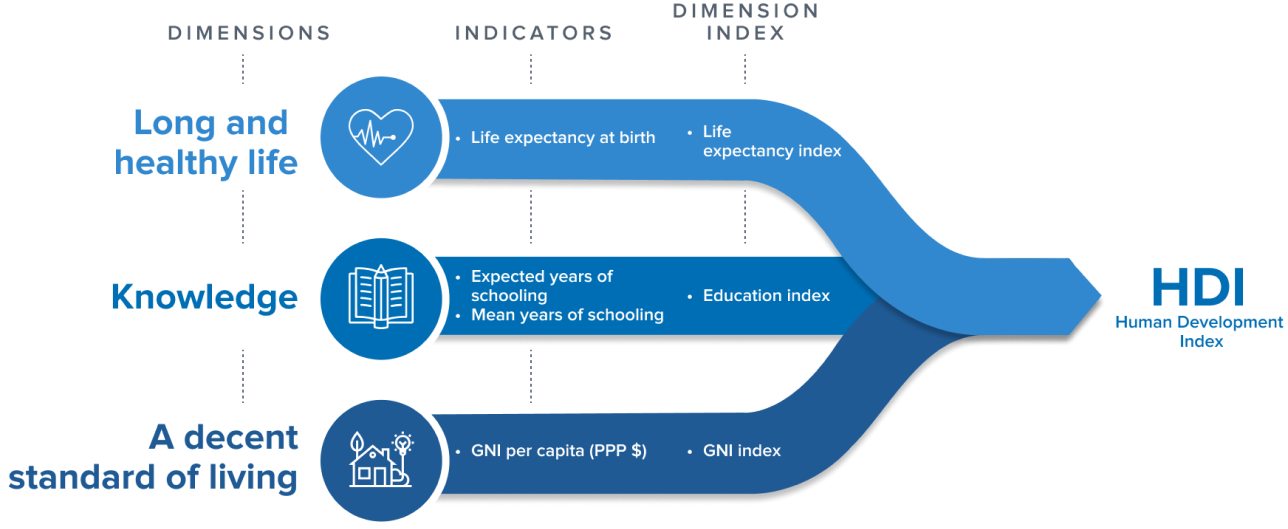 DIMENSIONS
INDICATORS
DIMENSION
INDEX
Long and
healthy life
• Life expectancy at birth
• Life
expectancy index
Knowledge
• Expected years of
schooling
• Mean years of schooling
• Education index
A decent
standard of living
• GNI per capita (PPP $)
• GNI index
HDI
Human Development
Index